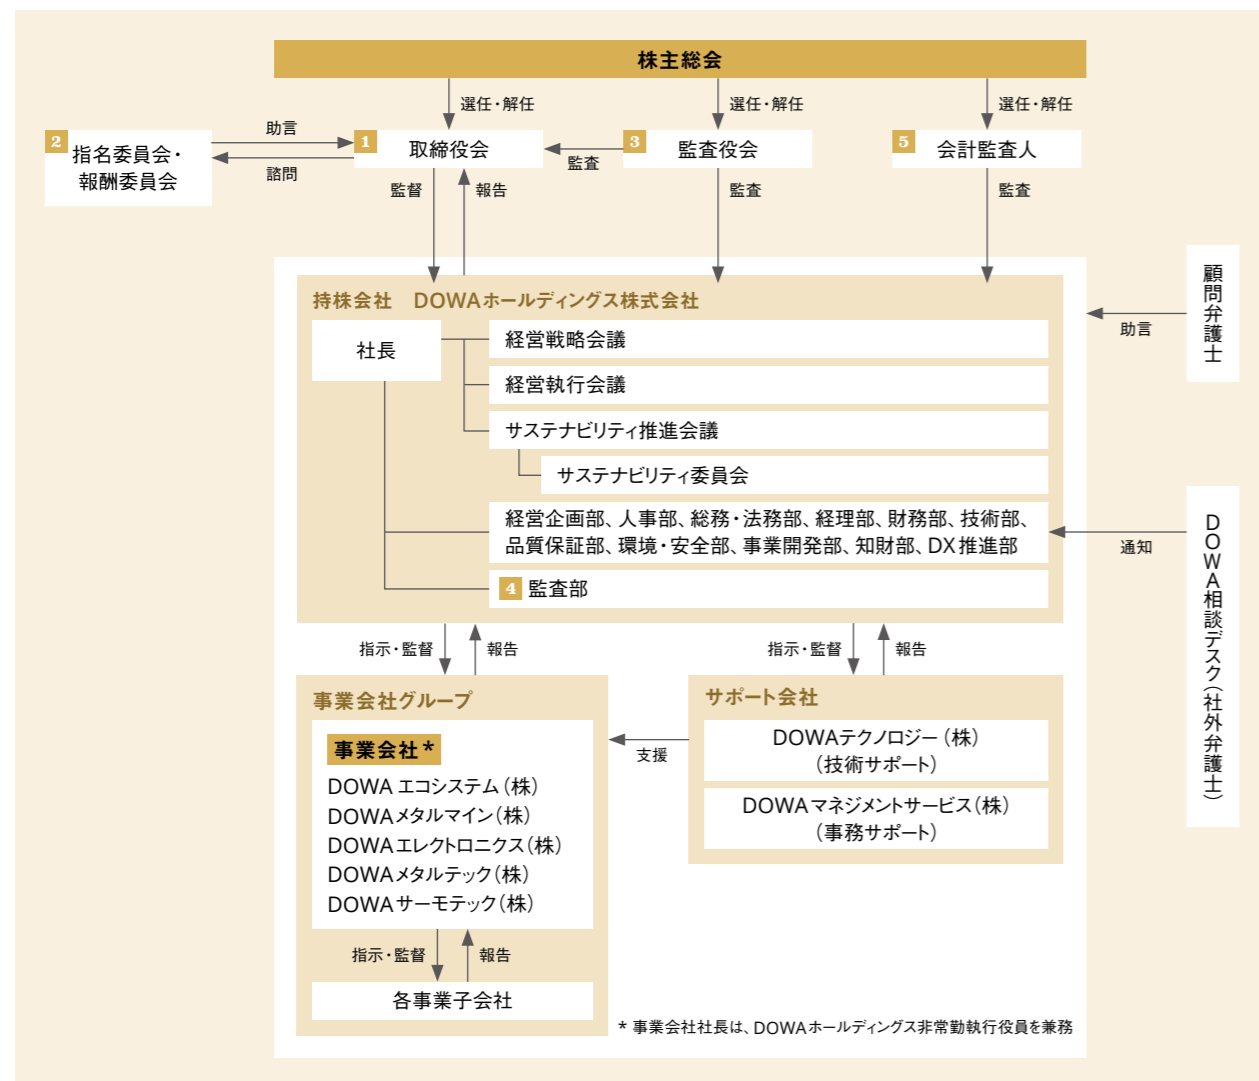 株主総会
選任・解任
選任・解任
選任・解任
2 指名委員会・
報酬委員会
助言
諮問
1 取締役会
監査
3 監査役会
5 会計監査人
監督
報告
監査
監査
顧問弁護士
助言
持株会社 DOWAホールディングス株式会社
社長
経営戦略会議
経営執行会議
サステナビリティ推進会議
サステナビリティ委員会
経営企画部、人事部、総務・法務部、経理部、財務部、技術部、
品質保証部、環境・安全部、事業開発部、知財部、DX推進部
4 監査部
通知
DOWA相談デスク(社外弁護士)
指示・監督
報告
指示・監督
報告
事業会社グループ
事業会社*
DOWAエコシステム(株)
DOWAメタルマイン(株)
DOWAエレクトロニクス(株)
DOWAメタルテック(株)
DOWAサーモテック(株)
指示・監督
報告
各事業子会社
支援
サポート会社
DOWAテクノロジー(株)
(技術サポート)
DOWAマネジメントサービス(株)
(事務サポート)
* 事業会社社長は、DOWAホールディングス非常勤執行役員を兼務